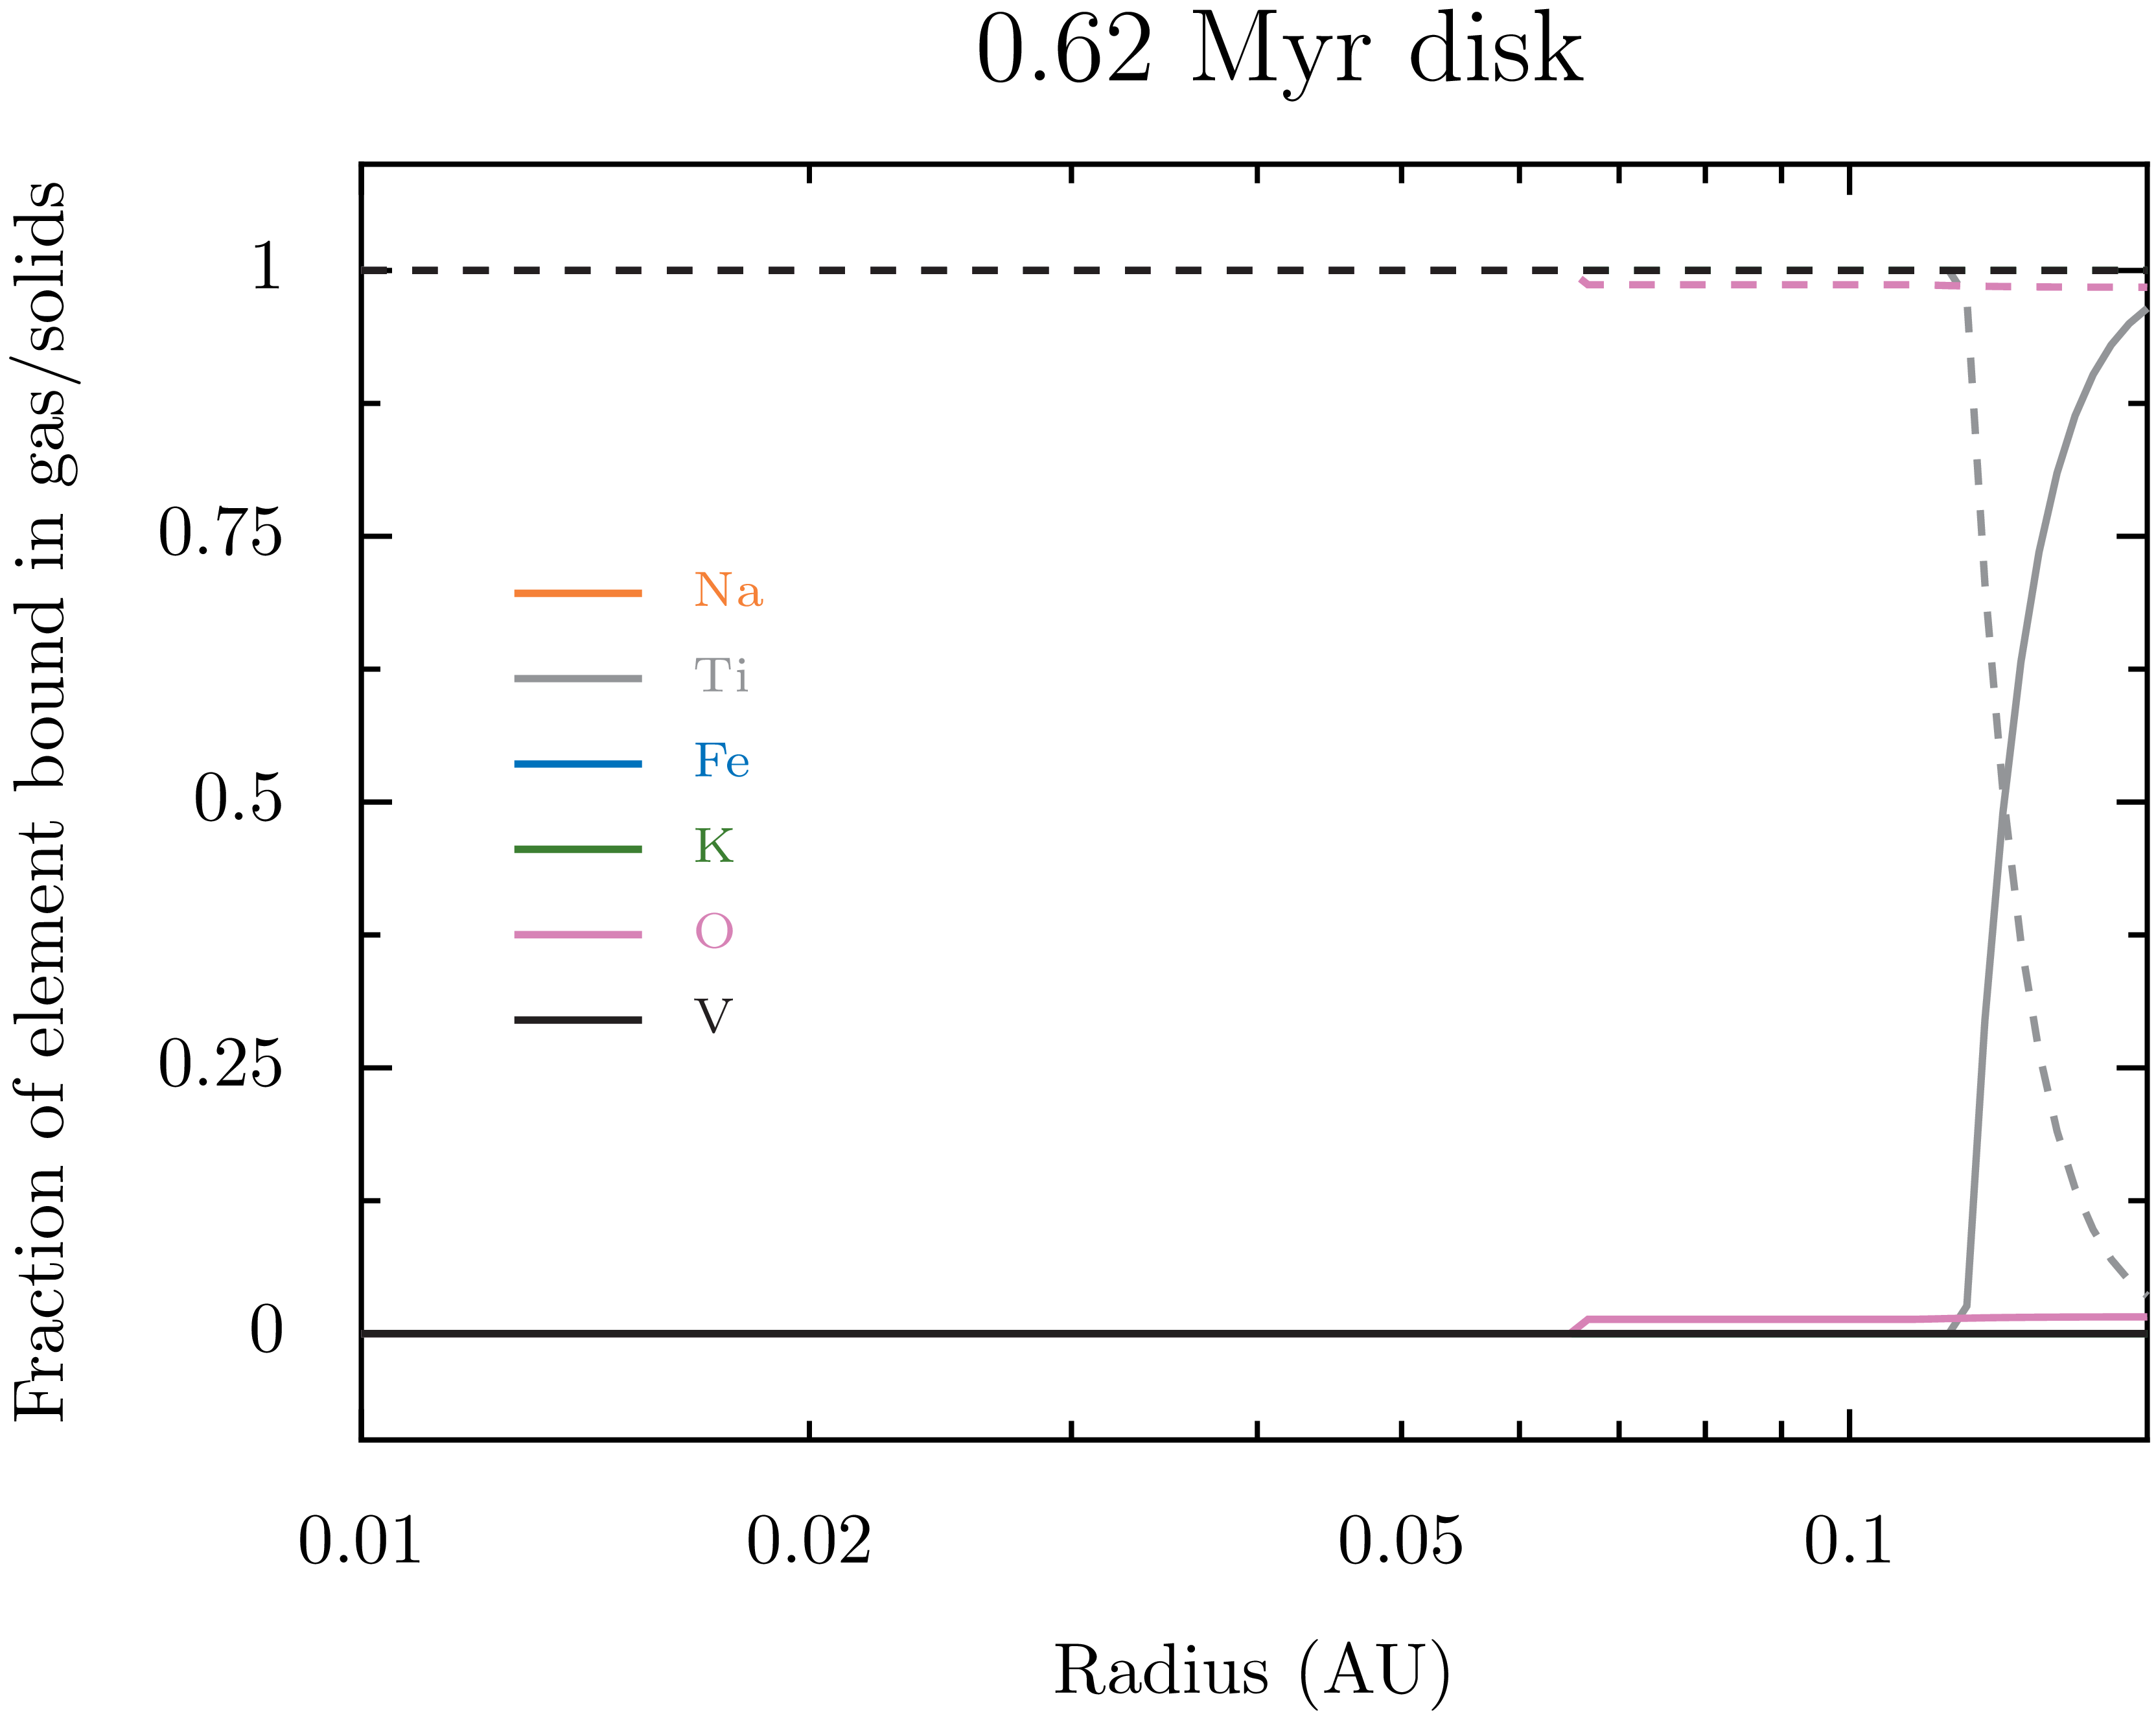 0.62 Myr disk
Fraction of element bound in gas/solids
1
0.75
0.5
0.25
0
Na
Ti
Fe
K
O
V
0.01 0.02 0.05 0.1
Radius (AU)